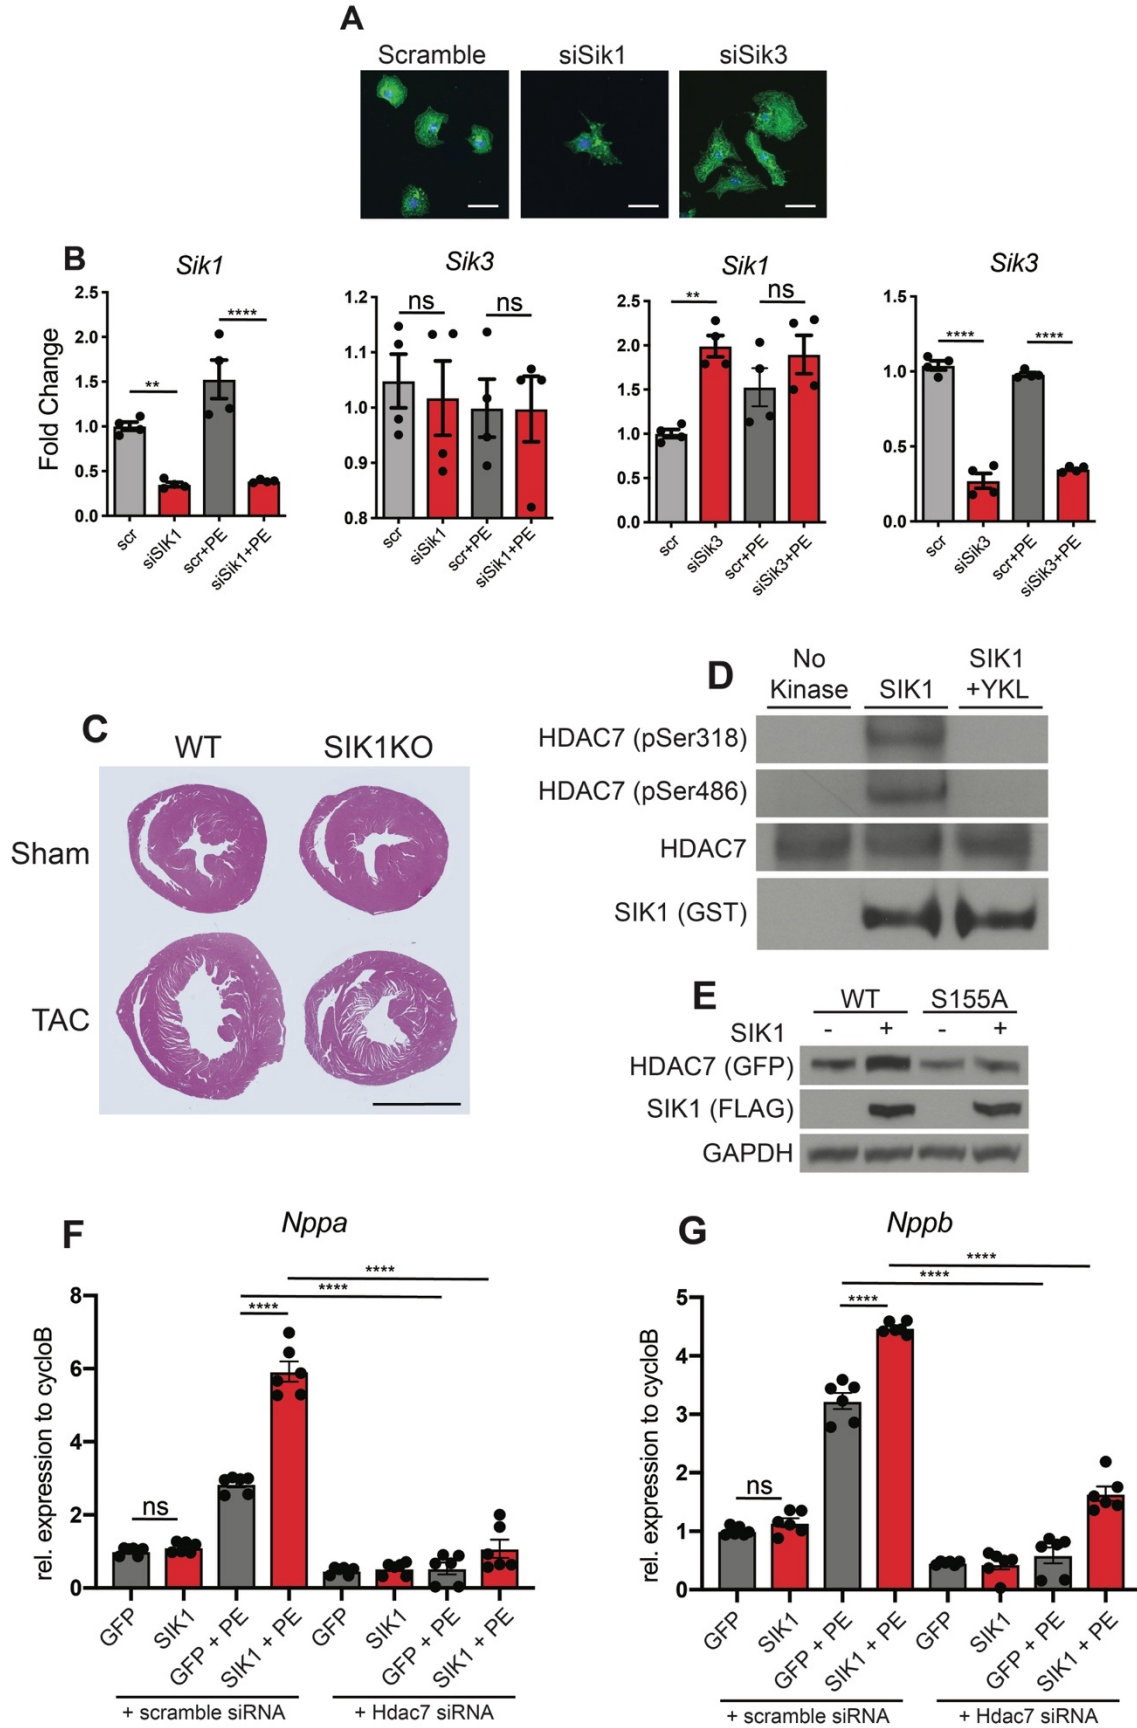 A
Scramble siSik1 siSik3
B
Sik1 Sik3 Sik1 Sik3
Fold Change
2.5
2.0
1.5
1.0
0.5
0.0
** ****
scr siSIK1 scr+PE siSik1+PE
1.2
1.1
1.0
0.9
0.8
ns ns
scr siSik1 scr+PE siSik1+PE
2.5
2.0
1.5
1.0
0.5
0.0
** ns
scr siSik3 scr+PE siSik3+PE
1.5
1.0
0.5
0.0
**** ****
scr siSik3 scr+PE siSik3+PE
C
WT SIK1KO
Sham
TAC
D
No
Kinase SIK1 SIK1
+YKL
HDAC7 (pSer318)
HDAC7 (pSer486)
HDAC7
SIK1 (GST)
E
WT S155A
SIK1 - + - +
HDAC7 (GFP)
SIK1 (FLAG)
GAPDH
F
Nppa
rel. expression to cycloB
8
6
4
2
0
****
****
****
ns
GFP SIK1 GFP + PE SIK1 + PE GFP SIK1 GFP + PE SIK1 + PE
+ scramble siRNA + Hdac7 siRNA
G
Nppb
rel. expression to cycloB
5
4
3
2
1
0
****
****
****
ns
GFP SIK1 GFP + PE SIK1 + PE GFP SIK1 GFP + PE SIK1 + PE
+ scramble siRNA + Hdac7 siRNA